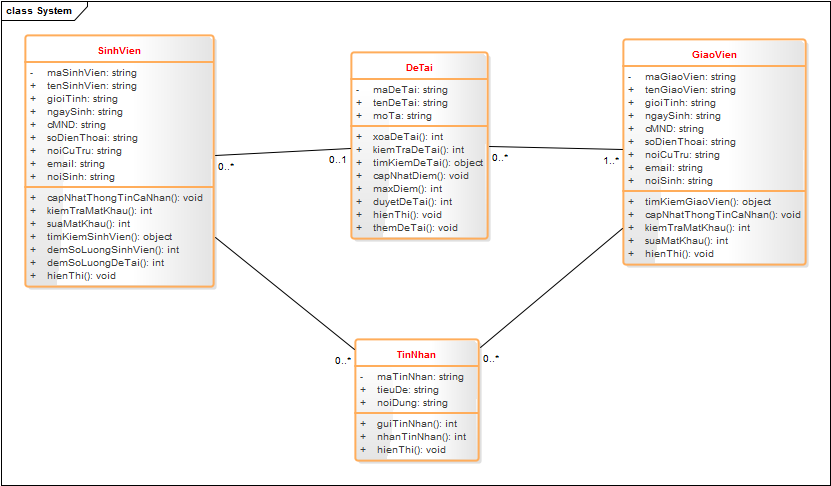 class System
SinhVien
- maSinhVien: string
+ tenSinhVien: string
+ gioiTinh: string
+ ngaySinh: string
+ cMND: string
+ soDienThoai: string
+ noiCuTru: string
+ email: string
+ noiSinh: string
+ capNhatThongTinCaNhan(): void
+ kiemTraMatKhau(): int
+ suaMatKhau(): int
+ timKiemSinhVien(): object
+ demSoLuongSinhVien(): int
+ demSoLuongDeTai(): int
+ hienThi(): void
0..*
0..1
DeTai
- maDeTai: string
+ tenDeTai: string
+ moTa: string
+ xoaDeTai(): int
+ kiemTraDeTai(): int
+ timKiemDeTai(): object
+ capNhatDiem(): void
+ maxDiem(): int
+ duyetDeTai(): int
+ hienThi(): void
+ themDeTai(): void
0..*
1..*
GiaoVien
- maGiaoVien: string
+ tenGiaoVien: string
+ gioiTinh: string
+ ngaySinh: string
+ cMND: string
+ soDienThoai: string
+ noiCuTru: string
+ email: string
+ noiSinh: string
+ timKiemGiaoVien(): object
+ capNhatThongTinCaNhan(): void
+ kiemTraMatKhau(): int
+ suaMatKhau(): int
+ hienThi(): void
0..*
0..*
TinNhan
- maTinNhan: string
+ tieuDe: string
+ noiDung: string
+ guiTinNhan(): int
+ nhanTinNhan(): int
+ hienThi(): void